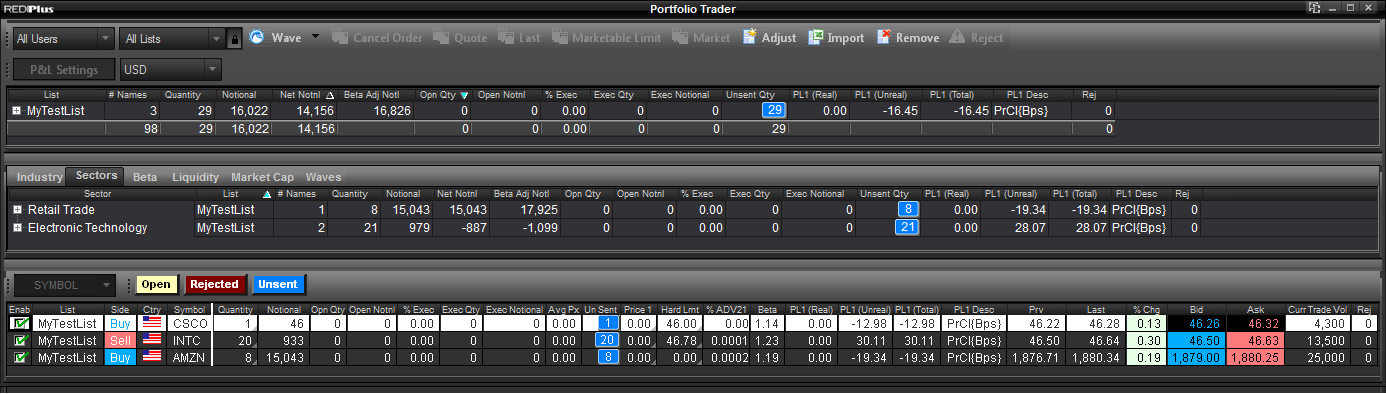 REDIPlus Portfolio Trader
All Users All Lists Wave Cancel Order Quote Last Marketable Limit Market Adjust Import Remove Reject
P&L Settings USD
List # Names Quantity Notional Net Notnl Beta Adj Notl Opn Qty Open Notnl % Exec Exec Qty Exec Notional Unsent Qty PL1 (Real) PL1 (Unreal) PL1 (Total) PL1 Desc Rej
MyTestList 3 29 16,022 14,156 16,826 0 0 0.00 0 0 29 0.00 -16.45 -16.45 PrCl{Bps} 0
98 29 16,022 14,156 0 0 0.00 0 0 29 0
Industry Sectors Beta Liquidity Market Cap Waves
Sector List # Names Quantity Notional Net Notnl Beta Adj Notl Opn Qty Open Notnl % Exec Exec Qty Exec Notional Unsent Qty PL1 (Real) PL1 (Unreal) PL1 (Total) PL1 Desc Rej
Retail Trade MyTestList 1 8 15,043 15,043 17,925 0 0 0.00 0 0 8 0.00 -19.34 -19.34 PrCl{Bps} 0
Electronic Technology MyTestList 2 21 979 -887 -1,099 0 0 0.00 0 0 21 0.00 28.07 28.07 PrCl{Bps} 0
SYMBOL Open Rejected Unsent
Enab List Side Ctry Symbol Quantity Notional Opn Qty Open Notnl % Exec Exec Qty Exec Notional Avg Px Un Sent Price 1 Hard Lmt % ADV21 Beta PL1 (Real) PL1 (Unreal) PL1 (Total) PL1 Desc Prv Last % Chg Bid Ask Curr Trade Vol Rej
MyTestList Buy CSCO 1 46 0 0 0.00 0 0 0.00 1 0.00 46.00 0.00 1.14 0.00 -12.98 -12.98 PrCl{Bps} 46.22 46.28 0.13 46.26 46.32 4,300 0
MyTestList Sell INTC 20 933 0 0 0.00 0 0 0.00 20 0.00 46.78 0.0001 1.23 0.00 30.11 30.11 PrCl{Bps} 46.50 46.64 0.30 46.50 46.63 13,500 0
MyTestList Buy AMZN 8 15,043 0 0 0.00 0 0 0.00 8 0.00 0.00 0.0002 1.19 0.00 -19.34 -19.34 PrCl{Bps} 1,876.71 1,880.34 0.19 1,879.00 1,880.25 25,000 0